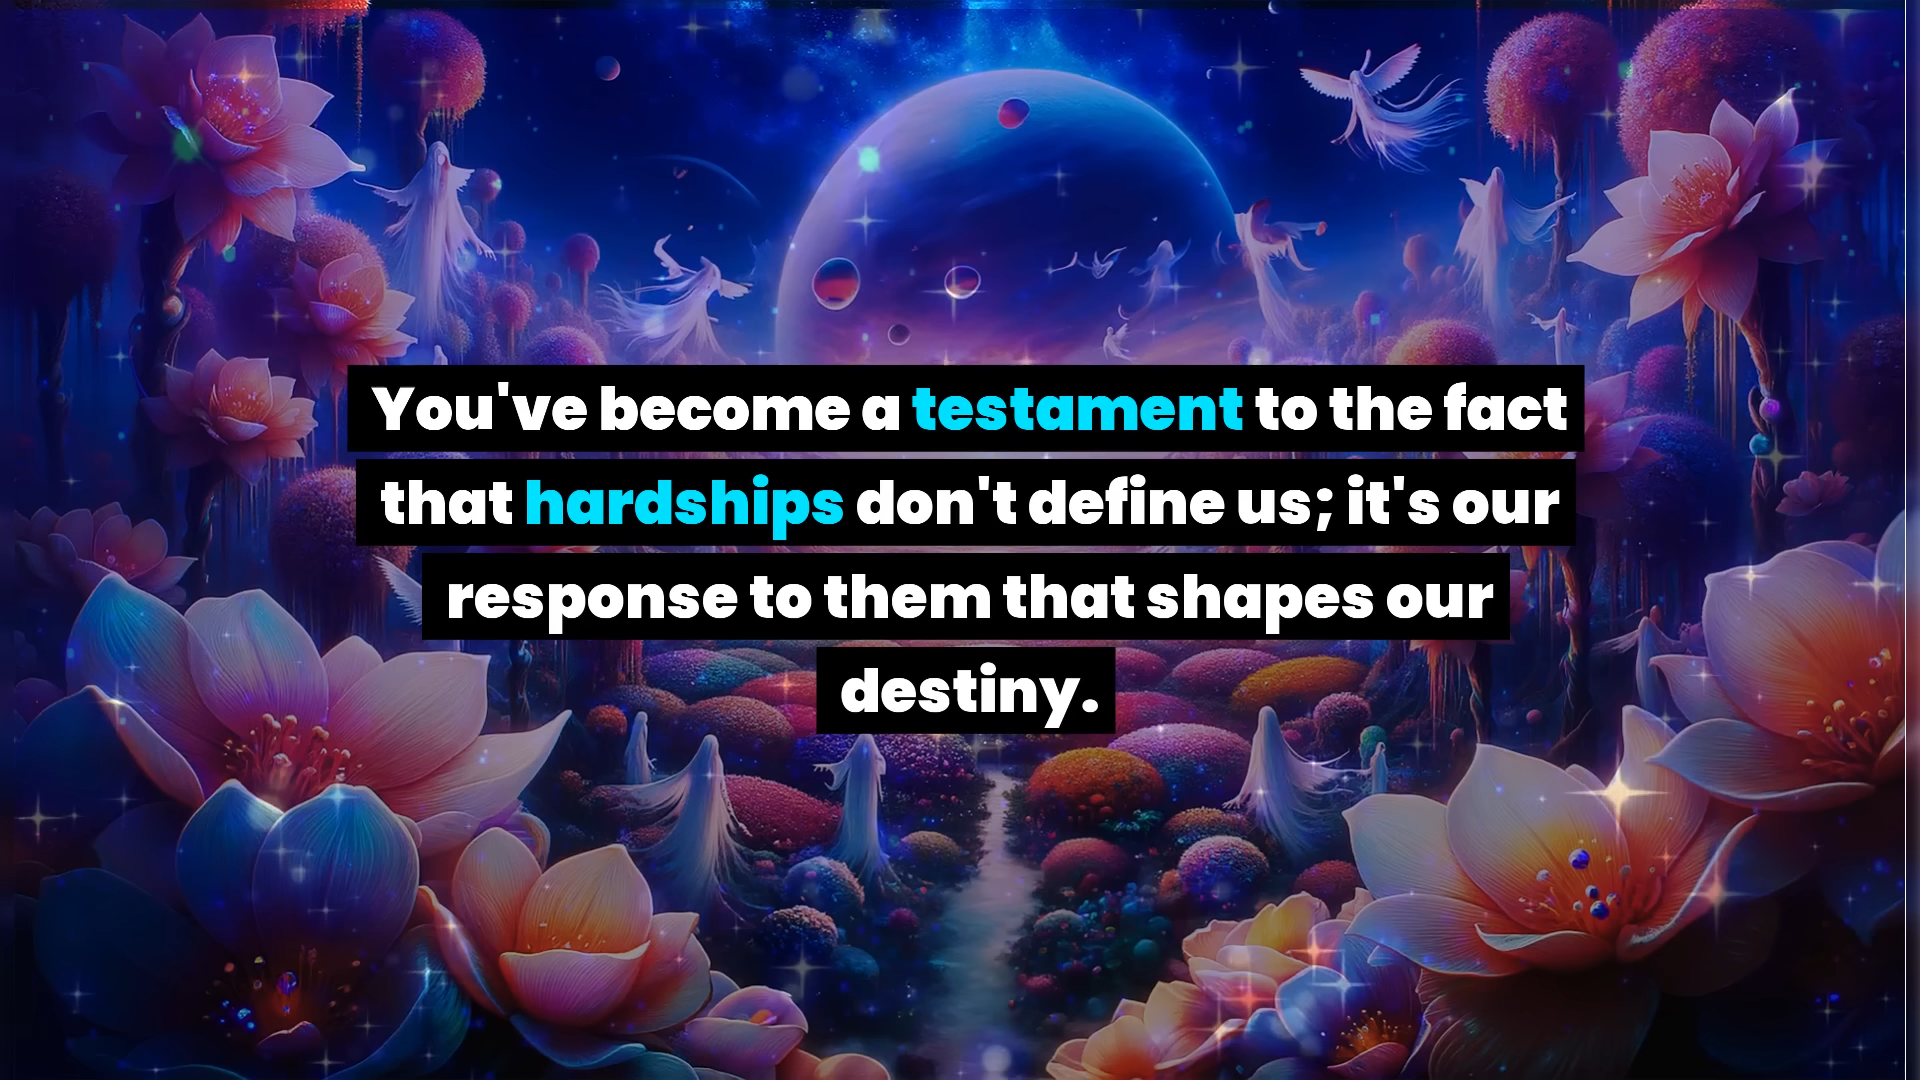 You've become a testament to the fact
that hardships don't define us; it's our
response to them that shapes our
destiny.